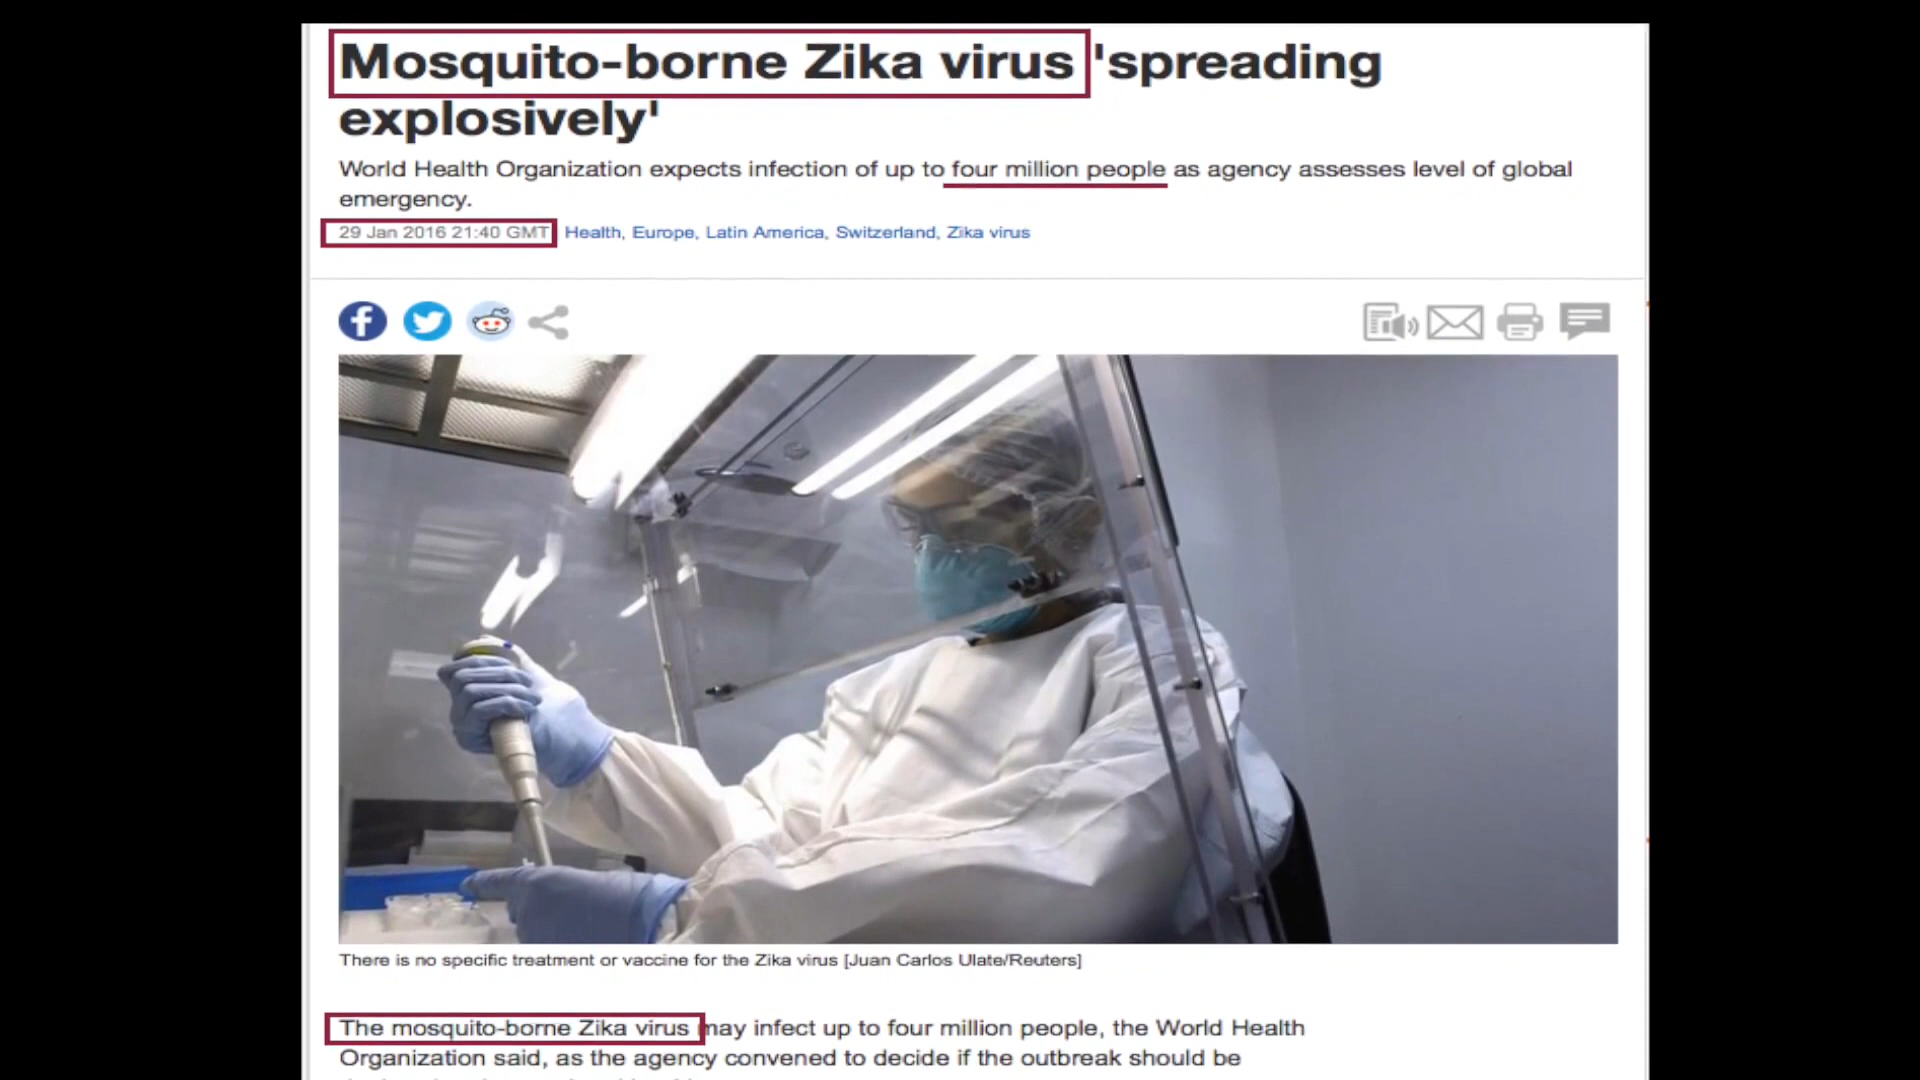 Mosquito-borne Zika virus 'spreading
explosively'
World Health Organization expects infection of up to four million people as agency assesses level of global
emergency.
29 Jan 2016 21:40 GMT Health, Europe, Latin America, Switzerland, Zika virus
There is no specific treatment or vaccine for the Zika virus [Juan Carlos Ulate/Reuters]
The mosquito-borne Zika virus may infect up to four million people, the World Health
Organization said, as the agency convened to decide if the outbreak should be